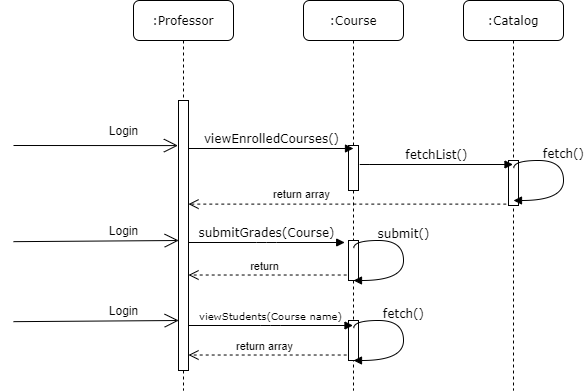 :Professor
:Course
:Catalog
Login
viewEnrolledCourses()
fetchList()
fetch()
return array
Login
submitGrades(Course)
submit()
return
Login
viewStudents(Course name)
fetch()
return array